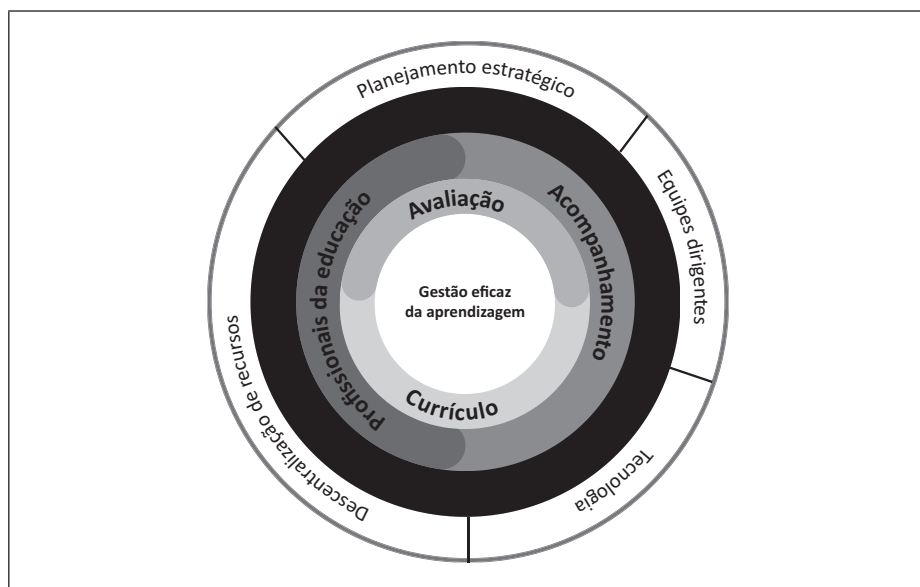 Planejamento estratégico
Equipes dirigentes
Tecnologia
Descentralização de recursos
Profissionais da educação
Acompanhamento
Avaliação
Currículo
Gestão eficaz
da aprendizagem